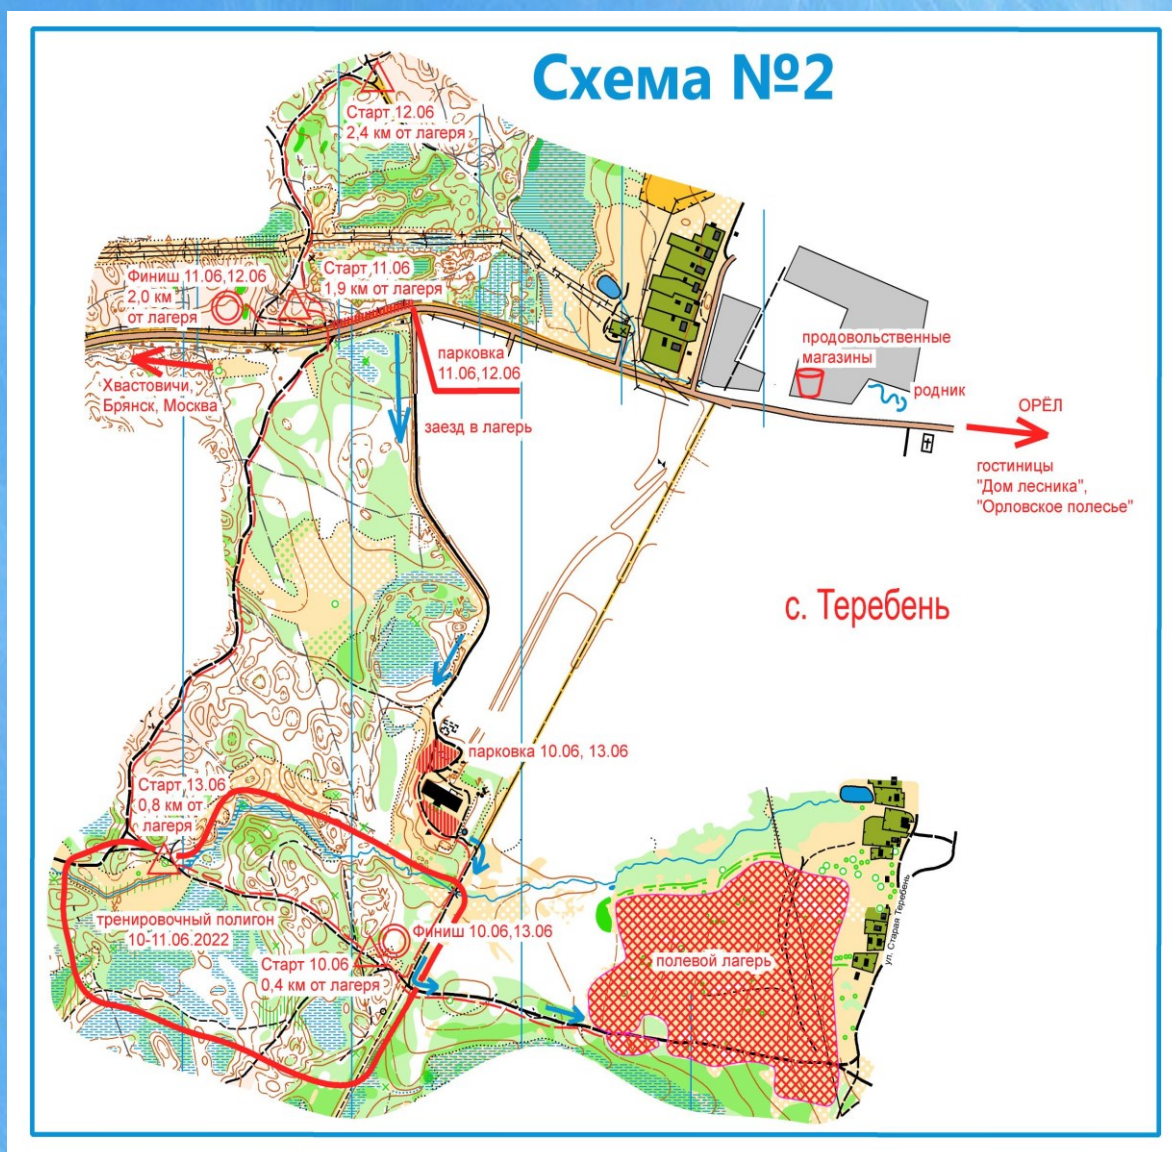 Схема №2
Старт 12.06
2,4 км от лагеря
Финиш 11.06,12.06
2,0 км
от лагеря
Старт 11.06
1,9 км от лагеря
Хвастовичи,
Брянск, Москва
парковка
11.06,12.06
заезд в лагерь
продовольственные
магазины
родник
ОРЁЛ
гостиницы
"Дом лесника",
"Орловское полесье"
с. Теребень
парковка 10.06, 13.06
Старт 13.06
0,8 км от
лагеря
тренировочный полигон
10-11.06.2022
Финиш 10.06,13.06
Старт 10.06
0,4 км от лагеря
полевой лагерь
ул. Старая Теребень